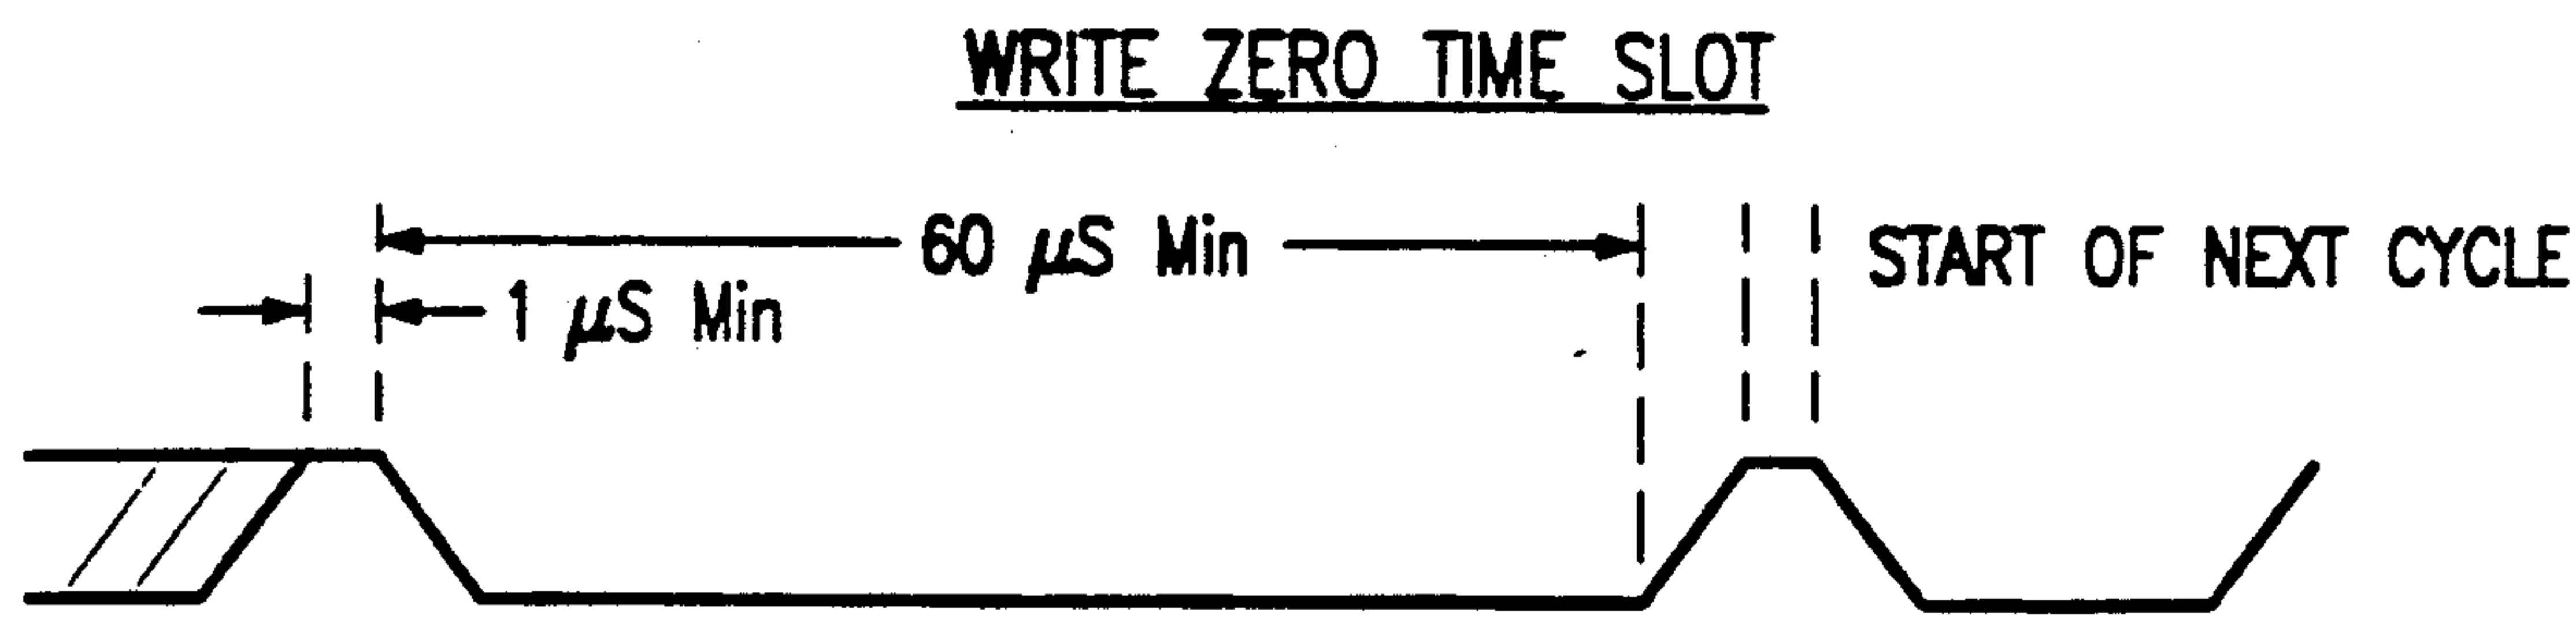 WRITE ZERO TIME SLOT
60 µS Min
START OF NEXT CYCLE
1 µS Min